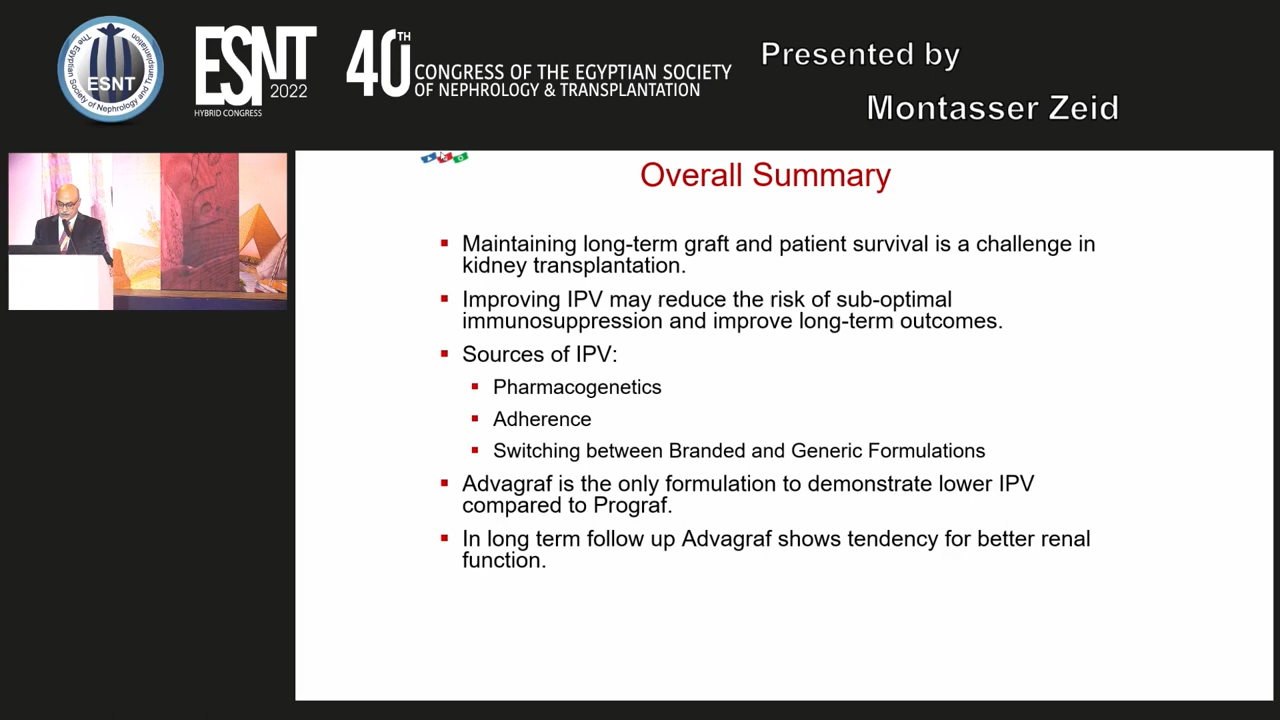 The Egyptian Society of Nephrology and Transplantation
ESNT
ESNT
2022
HYBRID CONGRESS
40TH
CONGRESS OF THE EGYPTIAN SOCIETY
OF NEPHROLOGY & TRANSPLANTATION
Presented by
Montasser Zeid
Overall Summary
Maintaining long-term graft and patient survival is a challenge in
kidney transplantation.
Improving IPV may reduce the risk of sub-optimal
immunosuppression and improve long-term outcomes.
Sources of IPV:
Pharmacogenetics
Adherence
Switching between Branded and Generic Formulations
Advagraf is the only formulation to demonstrate lower IPV
compared to Prograf.
In long term follow up Advagraf shows tendency for better renal
function.